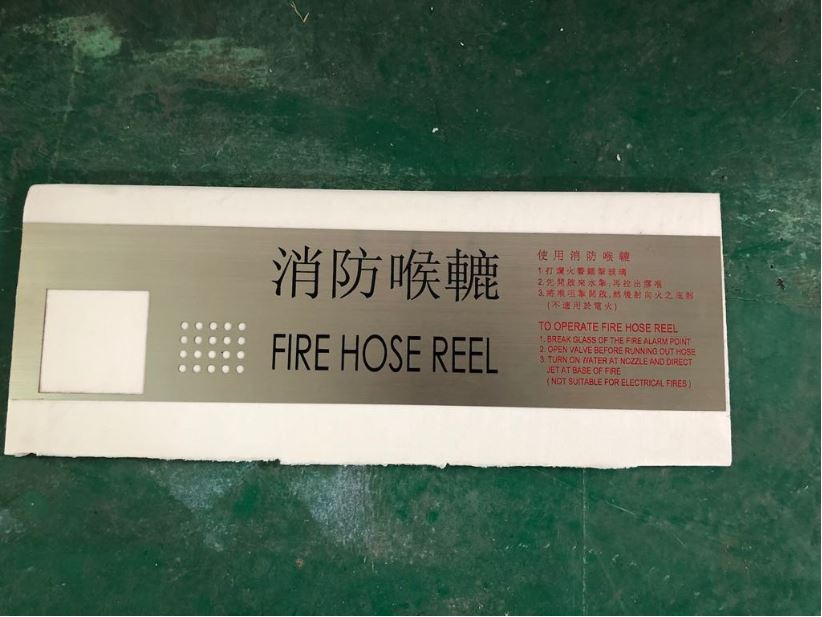 消防喉轆
FIRE HOSE REEL
使用消防喉轆
1.打爛火警鐘掣玻璃
2.先開啟來水掣,再拉出膠喉
3.將喉咀掣開啟,然後射向火之底部
(不適用於電火)
TO OPERATE FIRE HOSE REEL
1. BREAK GLASS OF THE FIRE ALARM POINT
2. OPEN VALVE BEFORE RUNNING OUT HOSE
3. TURN ON WATER AT NOZZLE AND DIRECT
JET AT BASE OF FIRE
( NOT SUITABLE FOR ELECTRICAL FIRES )